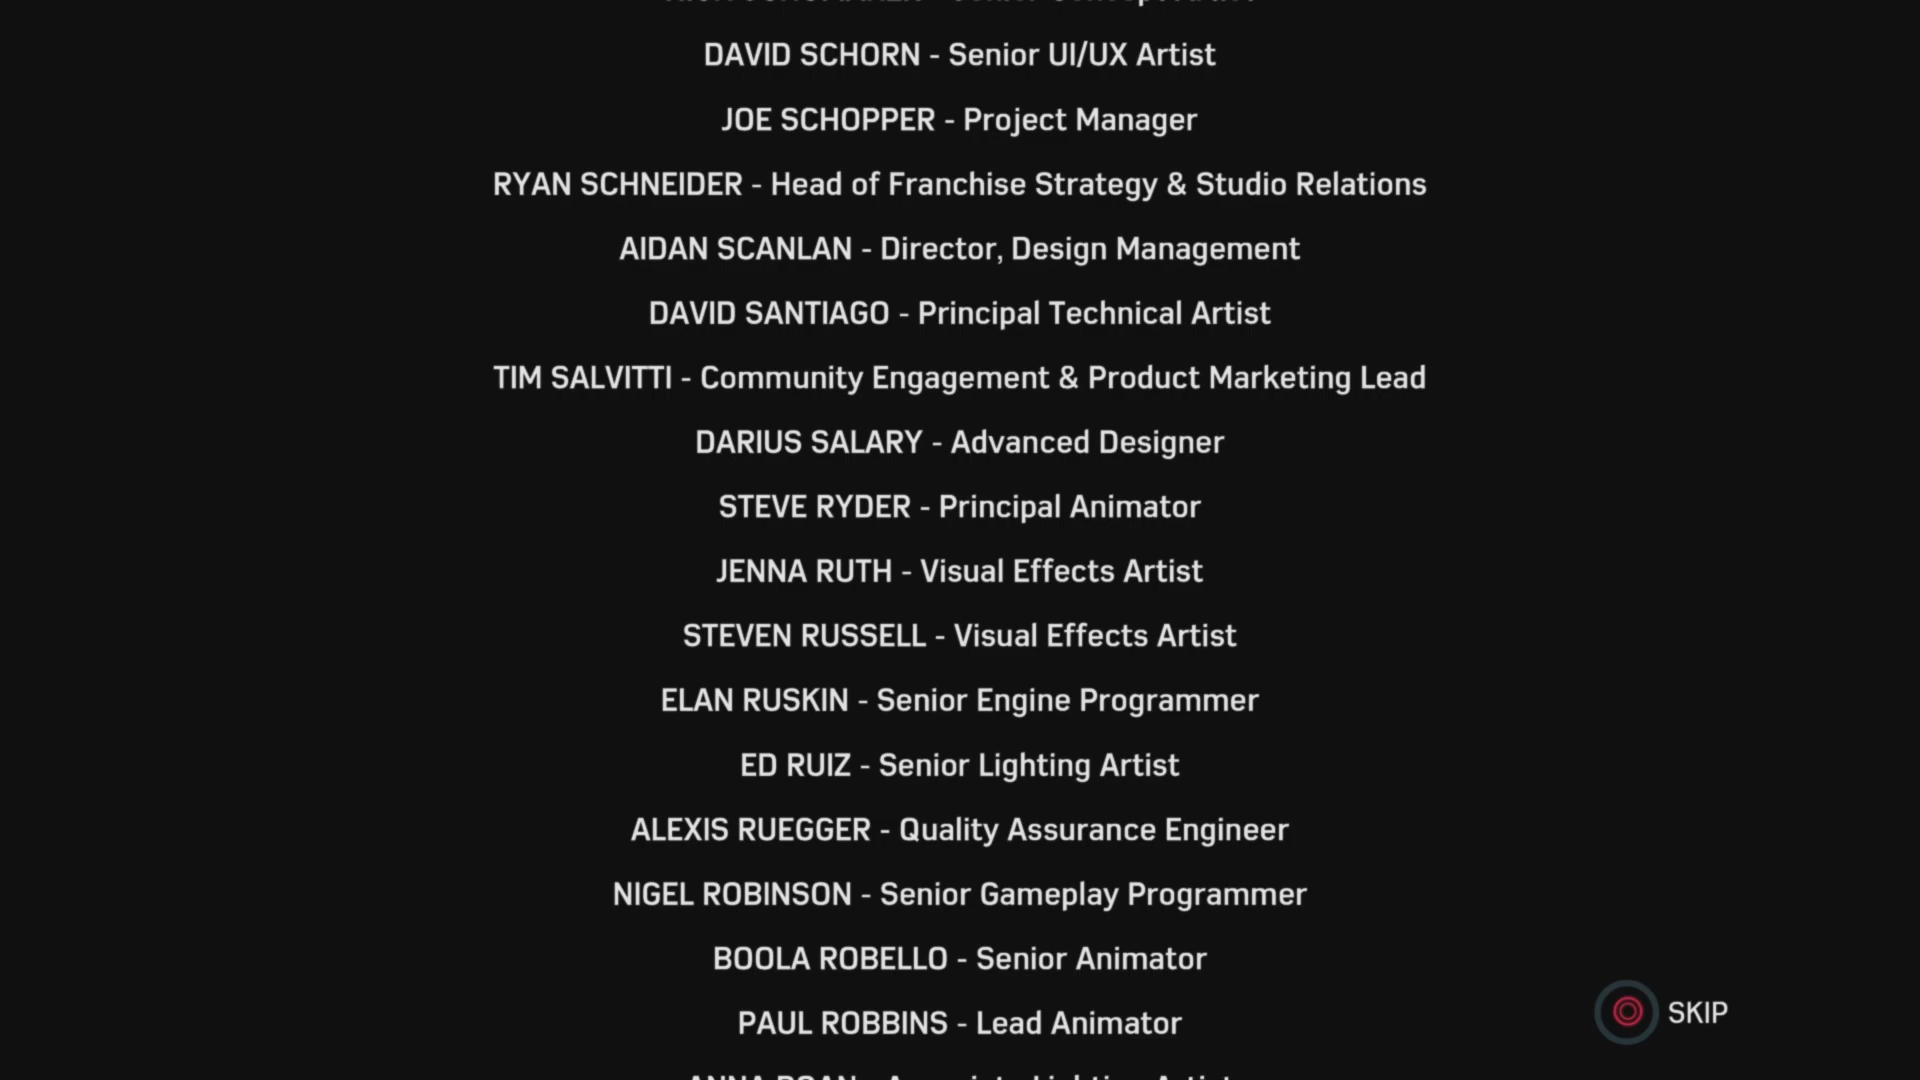 DAVID SCHORN - Senior UI/UX Artist
JOE SCHOPPER - Project Manager
RYAN SCHNEIDER - Head of Franchise Strategy & Studio Relations
AIDAN SCANLAN - Director, Design Management
DAVID SANTIAGO - Principal Technical Artist
TIM SALVITTI - Community Engagement & Product Marketing Lead
DARIUS SALARY - Advanced Designer
STEVE RYDER - Principal Animator
JENNA RUTH - Visual Effects Artist
STEVEN RUSSELL - Visual Effects Artist
ELAN RUSKIN - Senior Engine Programmer
ED RUIZ - Senior Lighting Artist
ALEXIS RUEGGER - Quality Assurance Engineer
NIGEL ROBINSON - Senior Gameplay Programmer
BOOLA ROBELLO - Senior Animator
SKIP
PAUL ROBBINS - Lead Animator